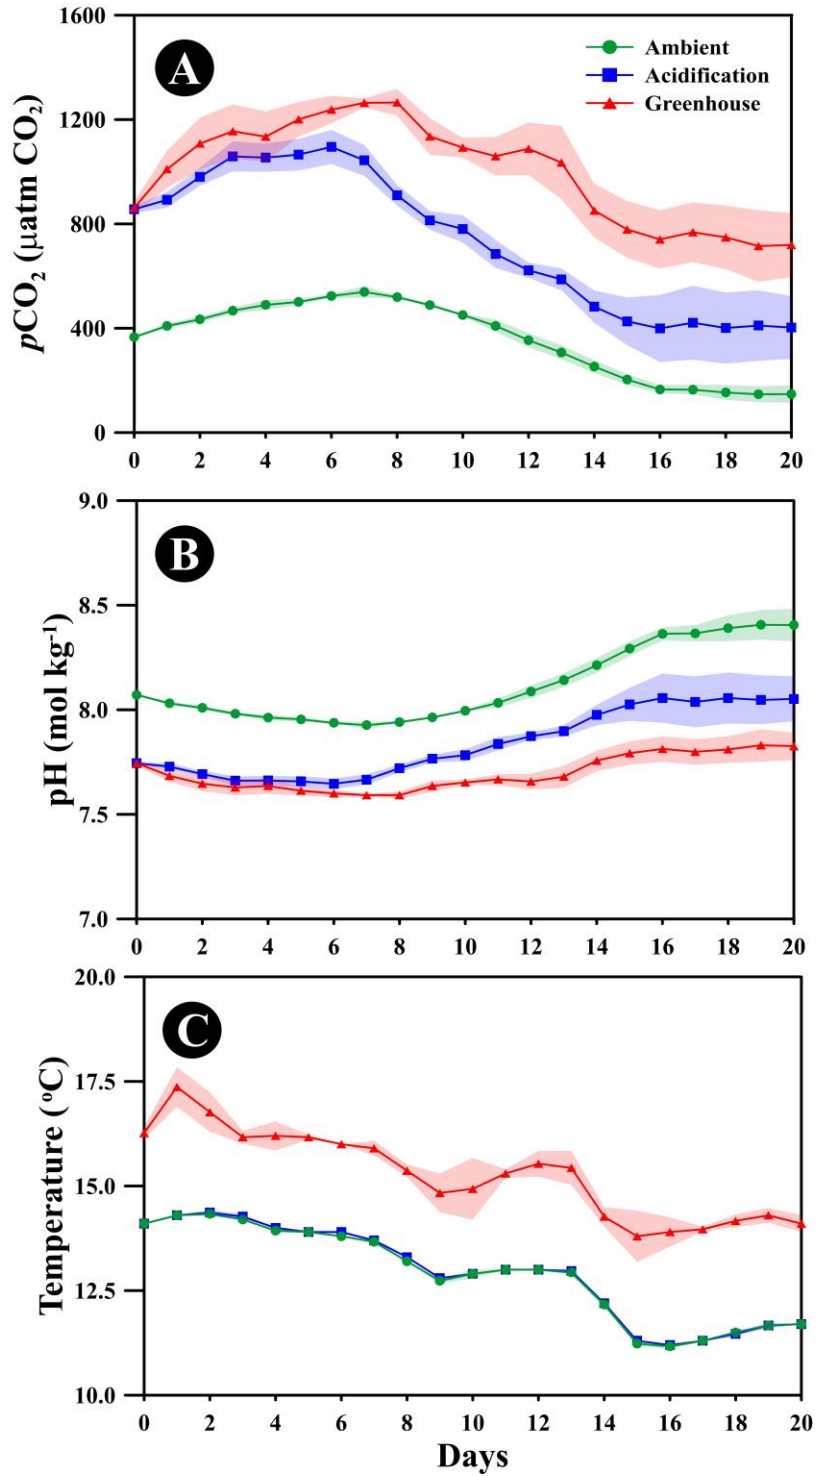 1600
1200
800
400
0
pCO₂ (μatm CO₂)
A
Ambient
Acidification
Greenhouse
0 2 4 6 8 10 12 14 16 18 20
9.0
8.5
8.0
7.5
7.0
pH (mol kg⁻¹)
B
0 2 4 6 8 10 12 14 16 18 20
20.0
17.5
15.0
12.5
10.0
Temperature (°C)
C
0 2 4 6 8 10 12 14 16 18 20
Days